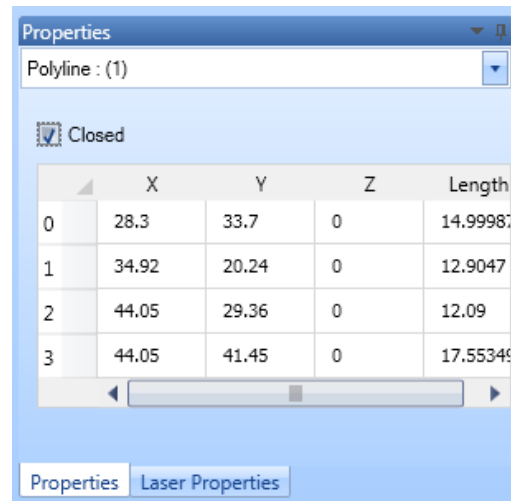 Properties
Polyline : (1)
Closed
X Y Z Length
0 28.3 33.7 0 14.99987
1 34.92 20.24 0 12.9047
2 44.05 29.36 0 12.09
3 44.05 41.45 0 17.55349
Properties Laser Properties